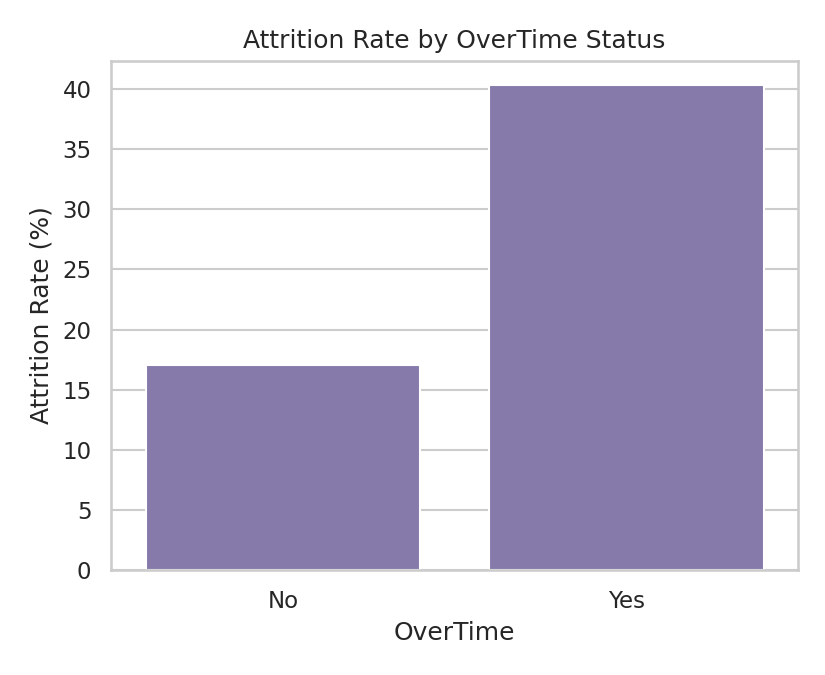 Attrition Rate by OverTime Status
Attrition Rate (%)
40
35
30
25
20
15
10
5
0
No
Yes
OverTime